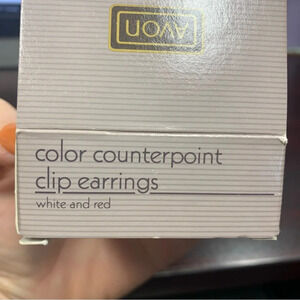 AVON
color counterpoint
clip earrings
white and red